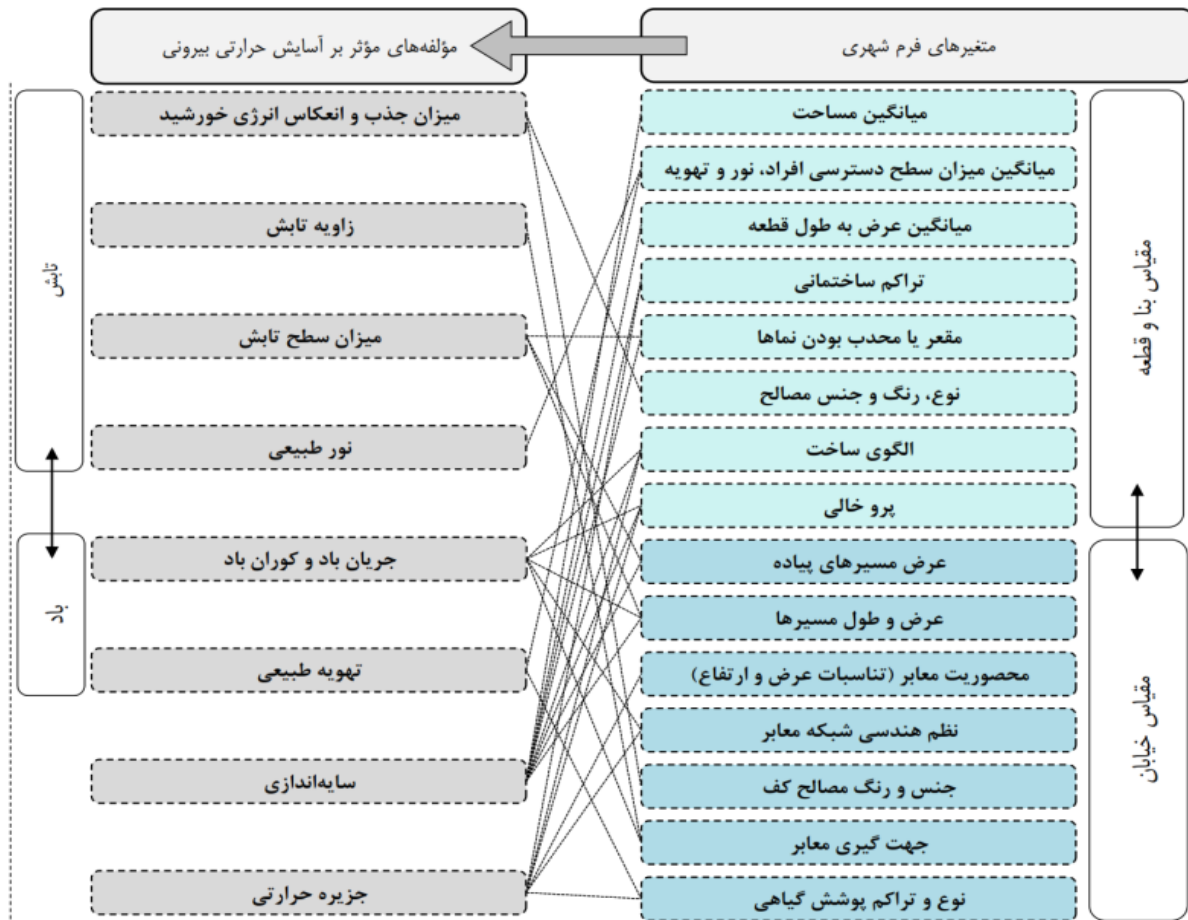 متغیرهای فرم شهری
مؤلفه‌های مؤثر بر آسایش حرارتی بیرونی
مقیاس بنا و قطعه
میانگین مساحت
میانگین میزان سطح دسترسی افراد، نور و تهویه
میانگین عرض به طول قطعه
تراکم ساختمانی
مقعر یا محدب بودن نماها
نوع، رنگ و جنس مصالح
الگوی ساخت
پرو خالی
مقیاس خیابان
عرض مسیرهای پیاده
عرض و طول مسیرها
محصوریت معابر (تناسبات عرض و ارتفاع)
نظم هندسی شبکه معابر
جنس و رنگ مصالح کف
جهت گیری معابر
نوع و تراکم پوشش گیاهی
میزان جذب و انعکاس انرژی خورشید
زاویه تابش
میزان سطح تابش
نور طبیعی
جریان باد و کوران باد
تهویه طبیعی
سایه‌اندازی
جزیره حرارتی
تابش
باد